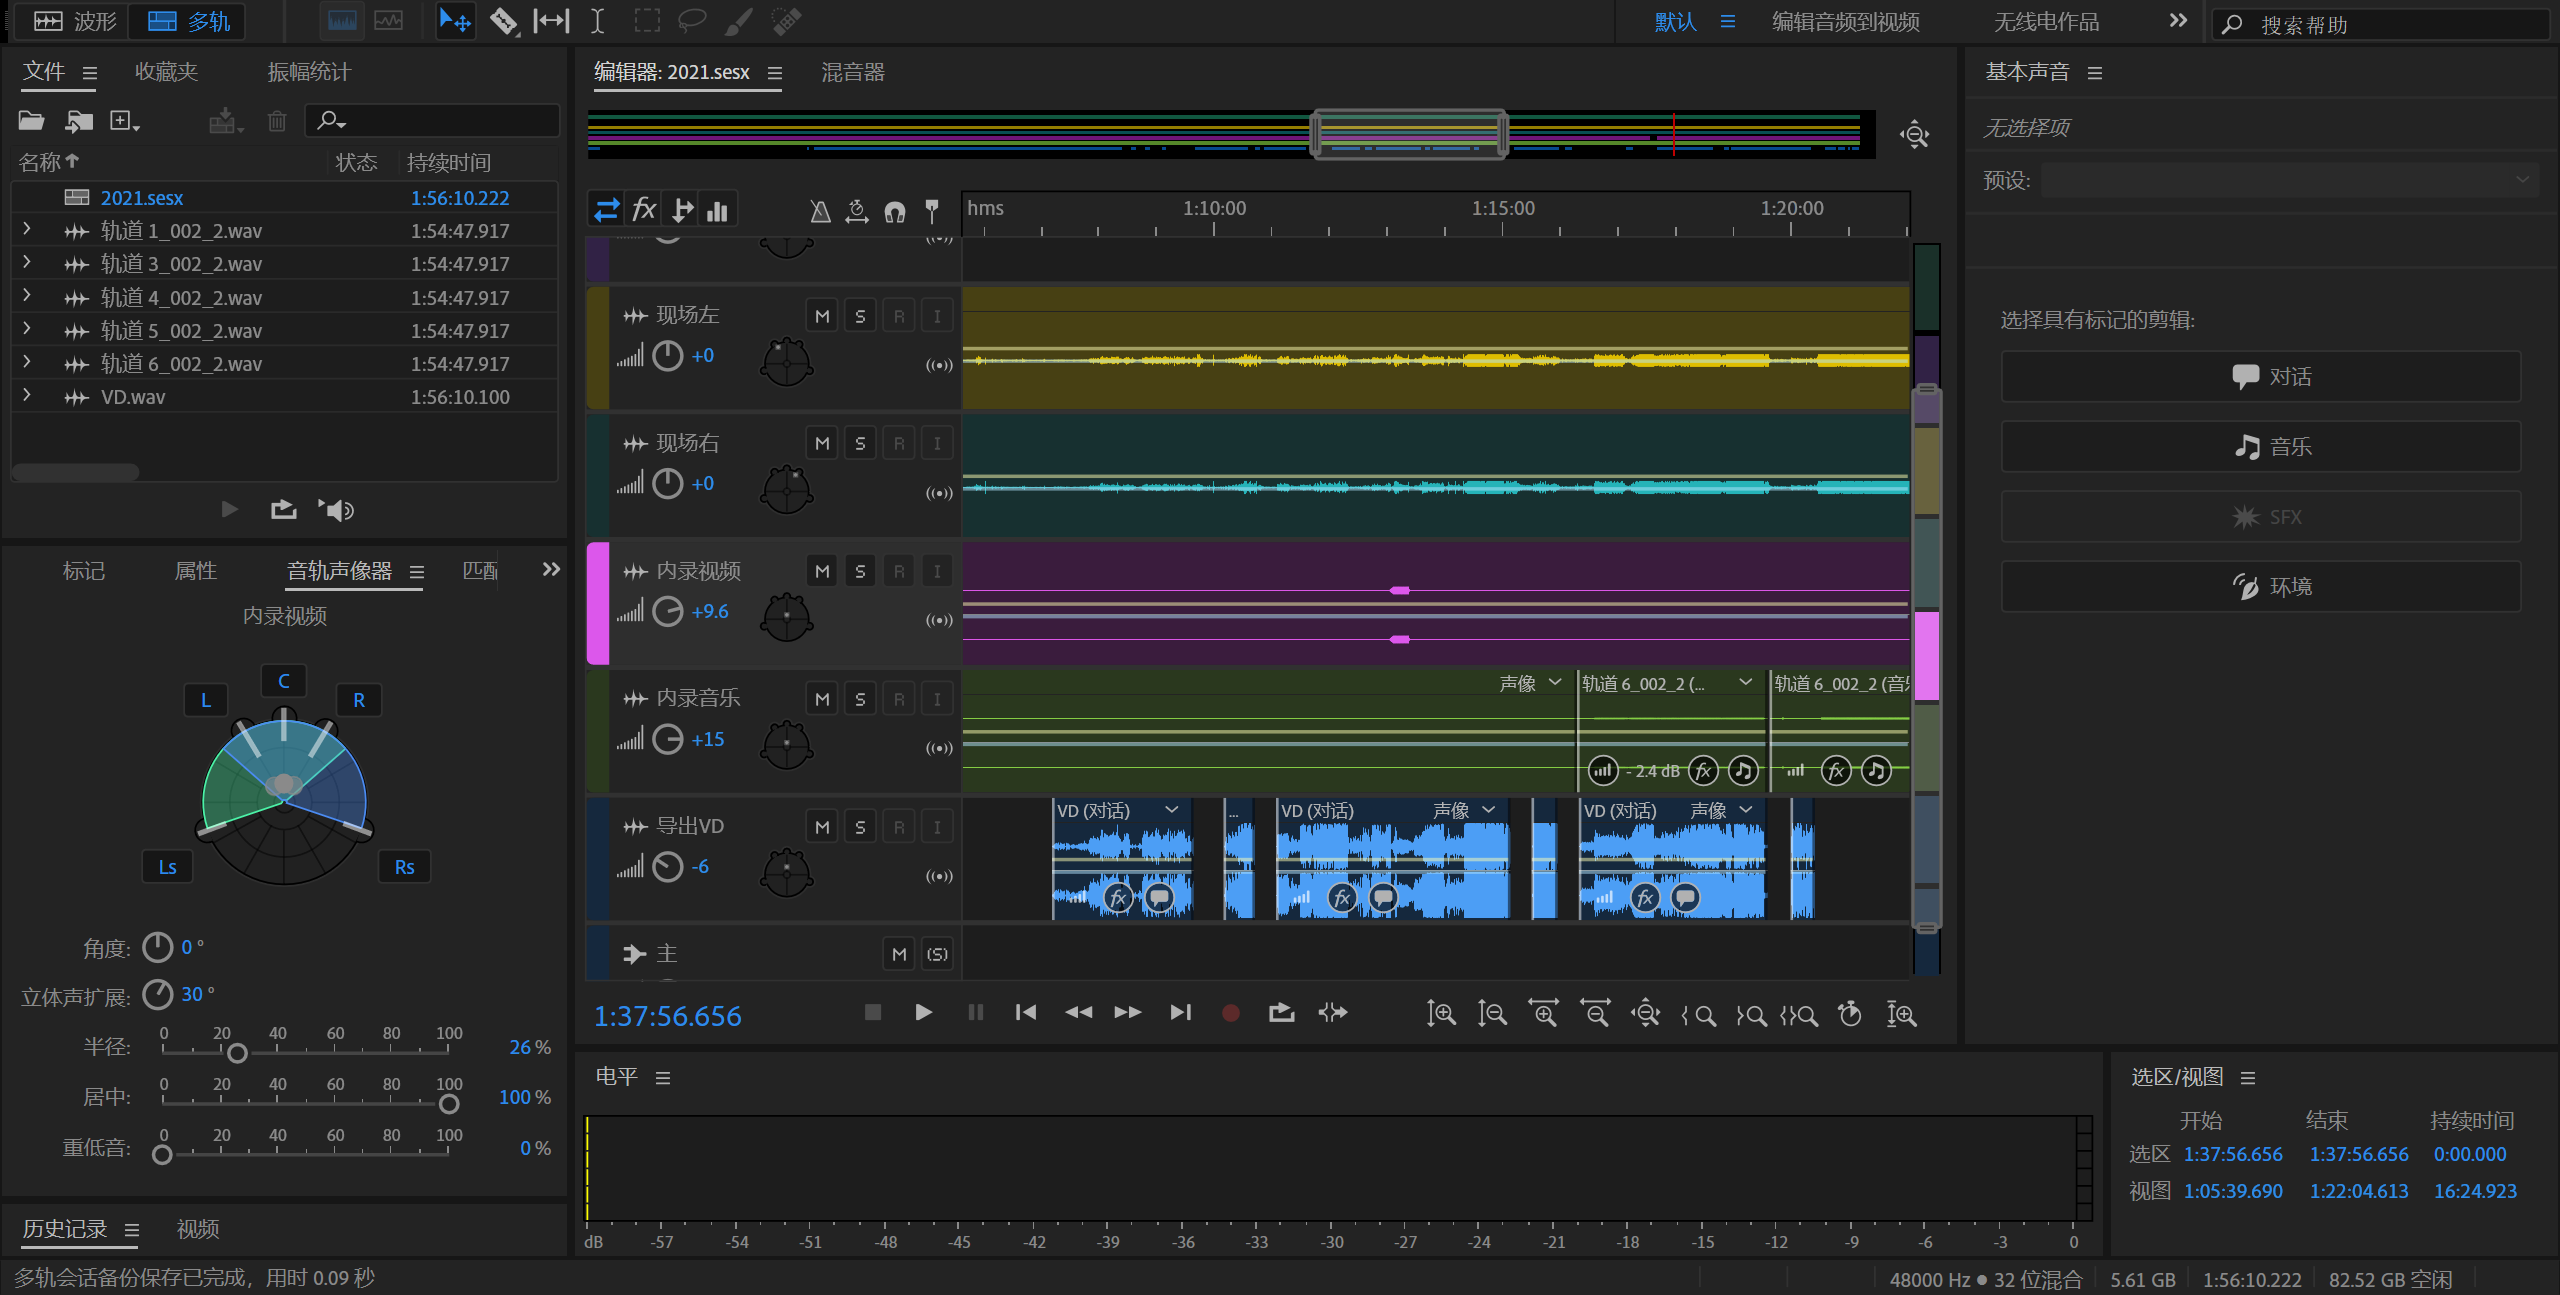 波形 多轨 默认 编辑音频到视频 无线电作品 搜索帮助
文件 收藏夹 振幅统计
名称 状态 持续时间
2021.sesx 1:56:10.222
轨道 1_002_2.wav 1:54:47.917
轨道 3_002_2.wav 1:54:47.917
轨道 4_002_2.wav 1:54:47.917
轨道 5_002_2.wav 1:54:47.917
轨道 6_002_2.wav 1:54:47.917
VD.wav 1:56:10.100
标记 属性 音轨声像器 匹配
内录视频
C
L R
Ls Rs
角度: 0 °
立体声扩展: 30 °
0 20 40 60 80 100
半径: 26 %
0 20 40 60 80 100
居中: 100 %
0 20 40 60 80 100
重低音: 0 %
历史记录 视频
编辑器: 2021.sesx 混音器
fx hms 1:10:00 1:15:00 1:20:00
现场左 M S R I
+0
现场右 M S R I
+0
内录视频 M S R I
+9.6
内录音乐 M S R I 声像 轨道 6_002_2 (... 轨道 6_002_2 (音乐
+15 - 2.4 dB fx fx
导出VD M S R I VD (对话) ... VD (对话) 声像 VD (对话) 声像
-6 fx fx fx
主 M (S)
1:37:56.656
电平
dB -57 -54 -51 -48 -45 -42 -39 -36 -33 -30 -27 -24 -21 -18 -15 -12 -9 -6 -3 0
基本声音
无选择项
预设:
选择具有标记的剪辑:
对话
音乐
SFX
环境
选区/视图
开始 结束 持续时间
选区 1:37:56.656 1:37:56.656 0:00.000
视图 1:05:39.690 1:22:04.613 16:24.923
多轨会话备份保存已完成，用时 0.09 秒 48000 Hz ● 32 位混合 5.61 GB 1:56:10.222 82.52 GB 空闲